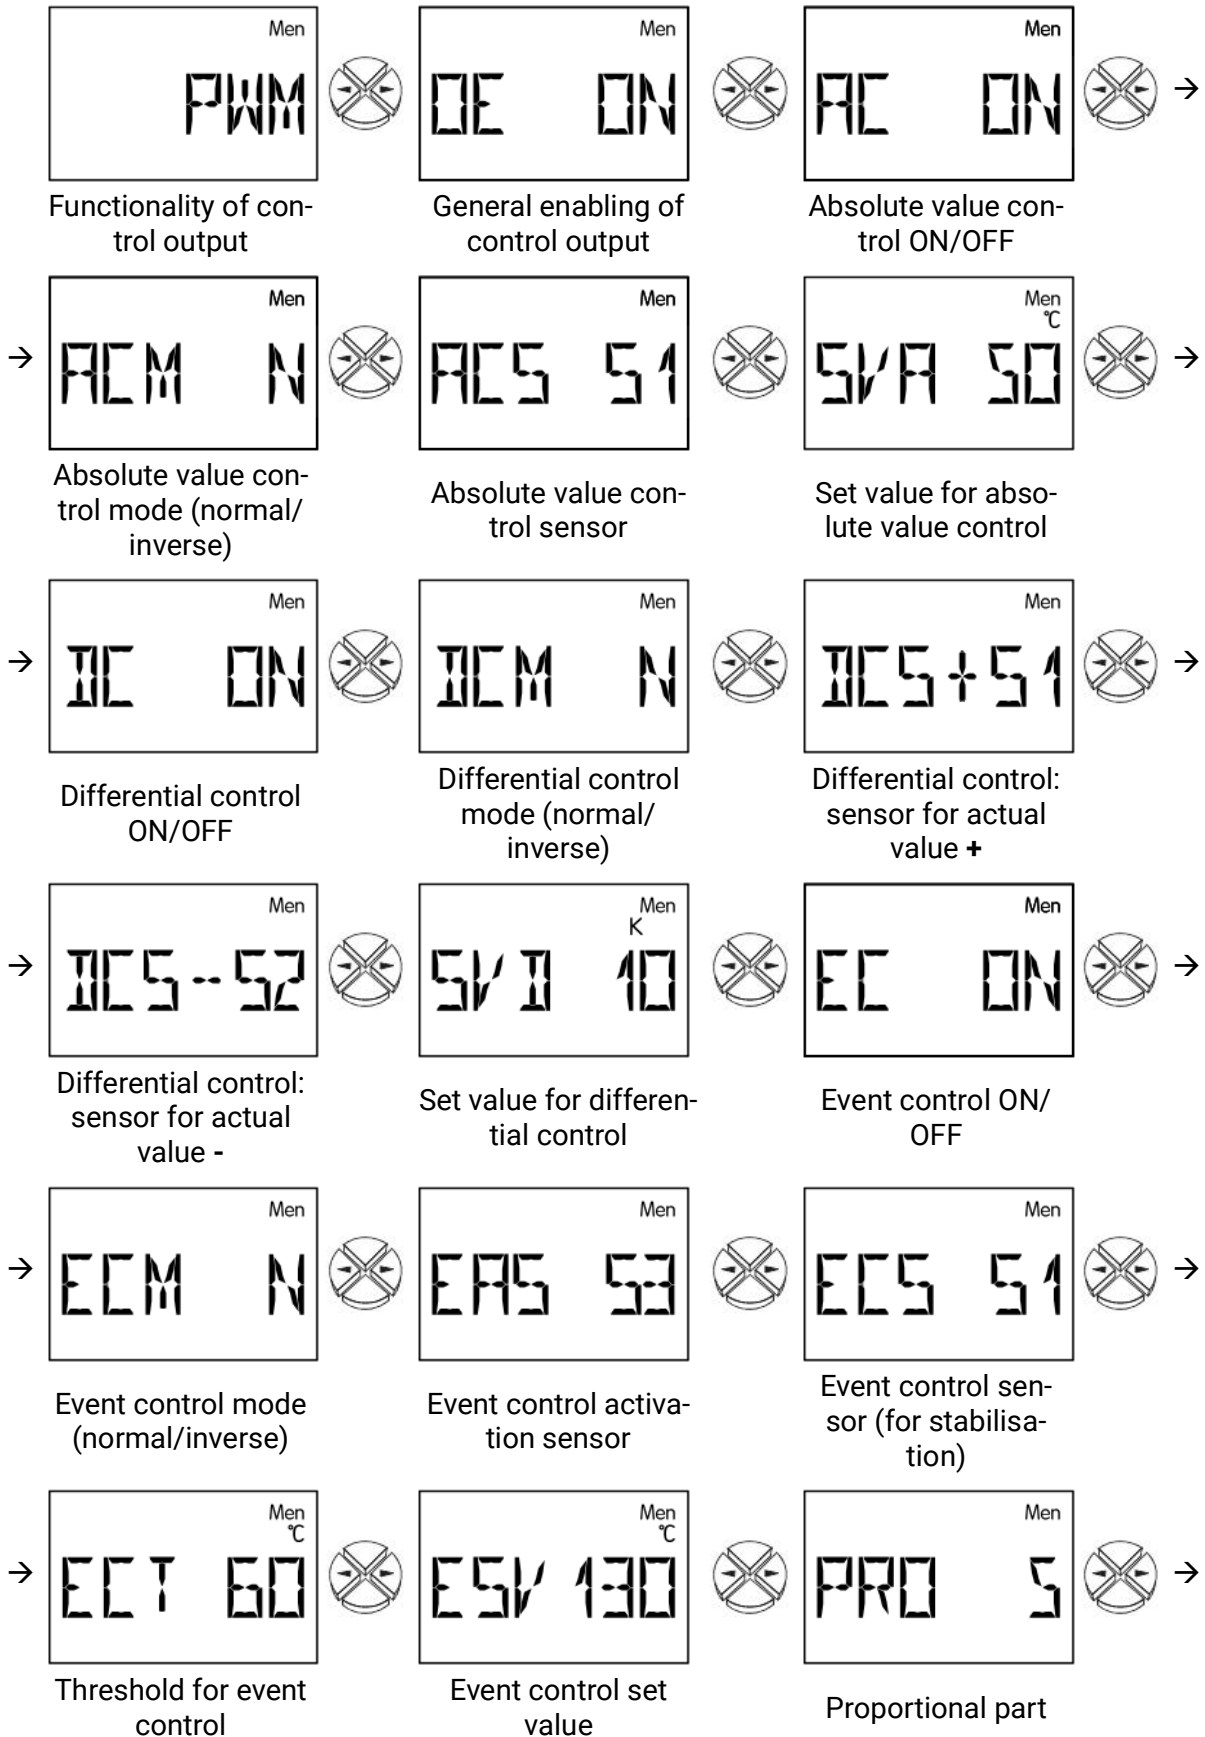 Men Men Men
PWM OE ON AC ON →
Functionality of con- General enabling of Absolute value con-
trol output control output trol ON/OFF
Men Men Men
°C
→ ACM N ACS S1 SVA 50 →
Absolute value con-
trol mode (normal/
inverse)
Absolute value con-
trol sensor
Set value for abso-
lute value control
Men Men Men
→ DC ON DCM N DCS+S1 →
Differential control
ON/OFF
Differential control
mode (normal/
inverse)
Differential control:
sensor for actual
value +
Men Men Men
K
→ DCS-S2 SVD 10 EC ON →
Differential control:
sensor for actual
value -
Set value for differen-
tial control
Event control ON/
OFF
Men Men Men
→ ECM N EAS S3 ECS S1 →
Event control mode
(normal/inverse)
Event control activa-
tion sensor
Event control sen-
sor (for stabilisa-
tion)
Men Men Men
°C °C
→ ECT 60 ESV 130 PRO 5 →
Threshold for event
control
Event control set
value
Proportional part